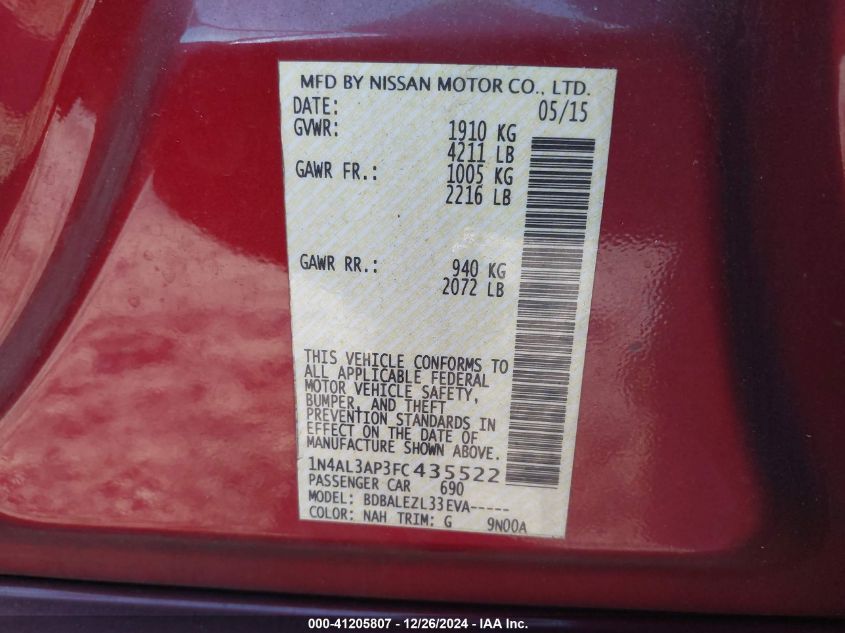 MFD BY NISSAN MOTOR CO., LTD.
DATE: 05/15
GVWR: 1910 KG
4211 LB
GAWR FR.: 1005 KG
2216 LB
GAWR RR.: 940 KG
2072 LB
THIS VEHICLE CONFORMS TO
ALL APPLICABLE FEDERAL
MOTOR VEHICLE SAFETY,
BUMPER, AND THEFT
PREVENTION STANDARDS IN
EFFECT ON THE DATE OF
MANUFACTURE SHOWN ABOVE.
1N4AL3AP3FC435522
PASSENGER CAR 690
MODEL: BDBALEZL33EVA-----
COLOR: NAH TRIM: G 9N00A
000-41205807 - 12/26/2024 - IAA Inc.